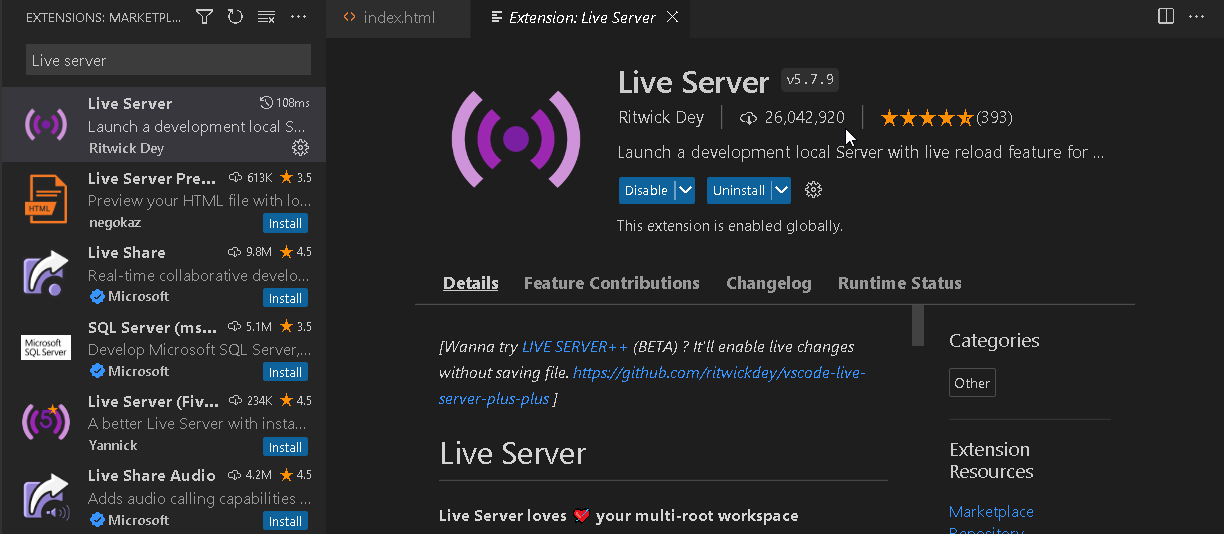 EXTENSIONS: MARKETPL...
Live server
Live Server 108ms
Launch a development local S...
Ritwick Dey
Live Server Pre... 613K 3.5
Preview your HTML file with lo...
negokaz Install
HTML
Live Share 9.8M 4.5
Real-time collaborative develo...
Microsoft Install
SQL Server (ms... 5.1M 3.5
Develop Microsoft SQL Server,...
Microsoft Install
Microsoft
SQL Server
Live Server (Fiv... 234K 4.5
A better Live Server with insta...
Yannick Install
5
Live Share Audio 4.2M 4.5
Adds audio calling capabilities ...
Microsoft Install
index.html
Extension: Live Server
Live Server v5.7.9
Ritwick Dey 26,042,920 (393)
Launch a development local Server with live reload feature for ...
Disable Uninstall
This extension is enabled globally.
Details Feature Contributions Changelog Runtime Status
[Wanna try LIVE SERVER++ (BETA) ? It'll enable live changes
without saving file. https://github.com/ritwickdey/vscode-live-
server-plus-plus ]
Live Server
Live Server loves ❤️ your multi-root workspace
Categories
Other
Extension
Resources
Marketplace
Repository